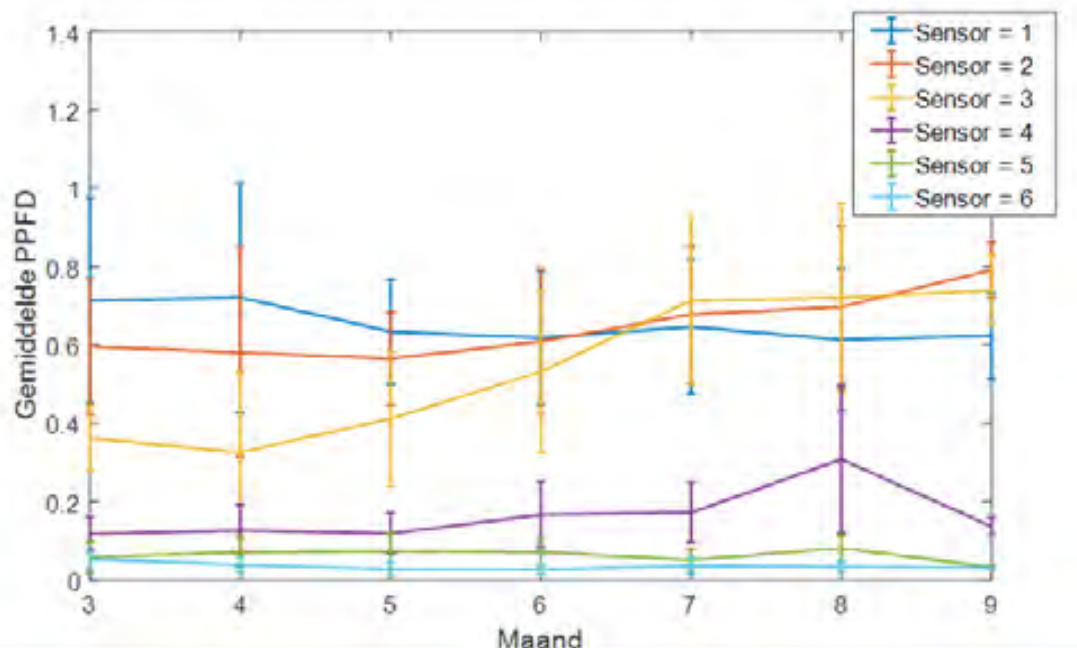 1.4
1.2
1
0.8
0.6
0.4
0.2
0
3
4
5
6
7
8
9
Gemiddelde PPFD
Maand
Sensor = 1
Sensor = 2
Sensor = 3
Sensor = 4
Sensor = 5
Sensor = 6